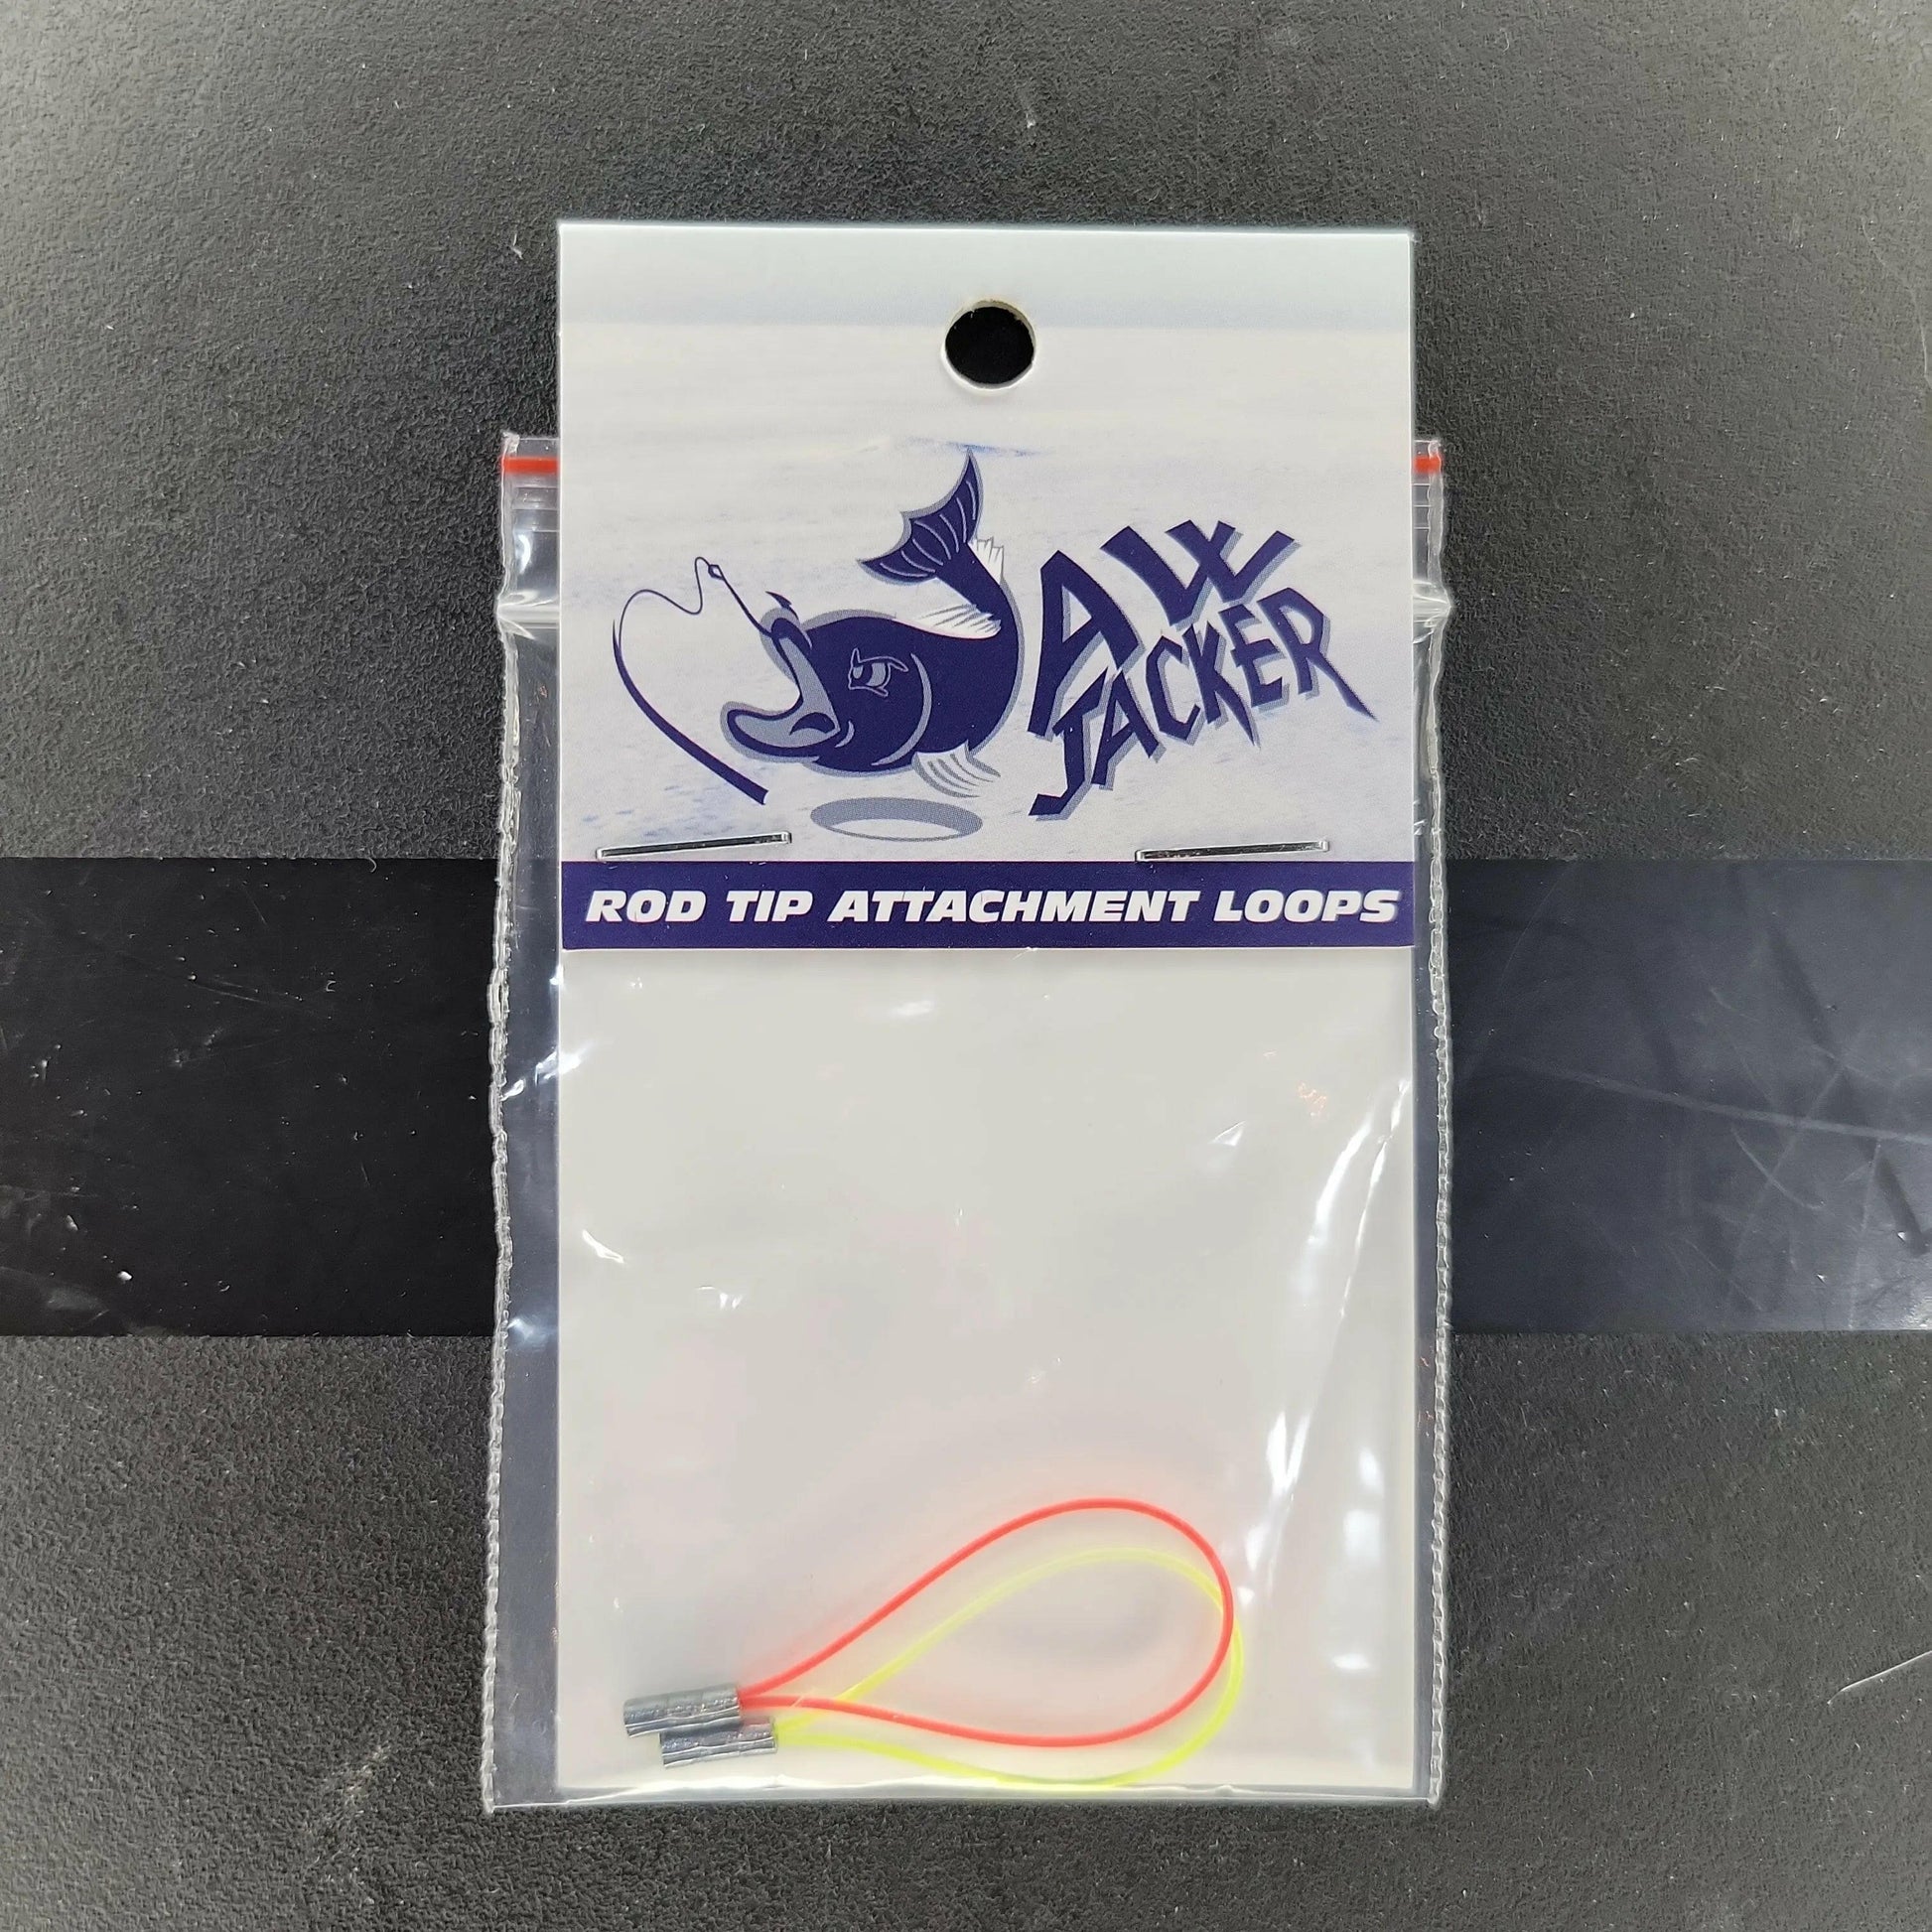 JAW
JACKER
ROD TIP ATTACHMENT LOOPS